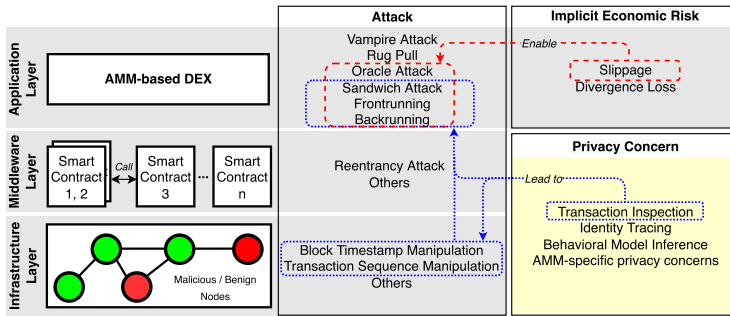 Attack
Implicit Economic Risk
Application
Layer
AMM-based DEX
Vampire Attack
Rug Pull
Oracle Attack
Sandwich Attack
Frontrunning
Backrunning
Enable
Slippage
Divergence Loss
Middleware
Layer
Smart
Contract
1, 2
Call
Smart
Contract
3
...
Smart
Contract
n
Reentrancy Attack
Others
Privacy Concern
Lead to
Transaction Inspection
Identity Tracing
Behavioral Model Inference
AMM-specific privacy concerns
Infrastructure
Layer
Malicious / Benign
Nodes
Block Timestamp Manipulation
Transaction Sequence Manipulation
Others